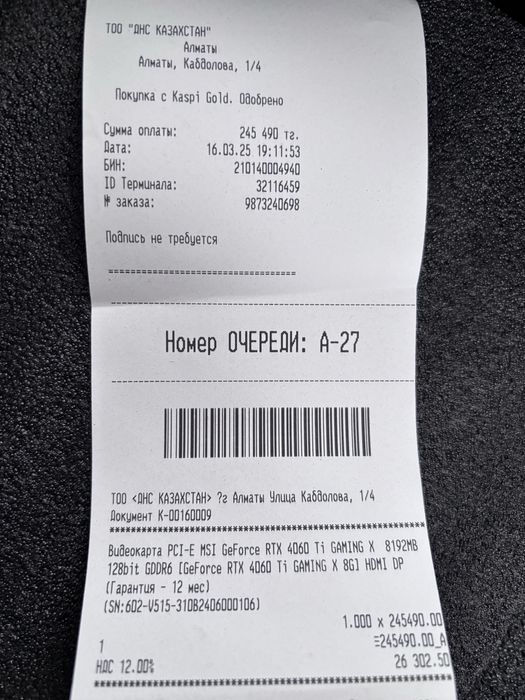 ТОО "ДНС КАЗАХСТАН"
Алматы
Алматы, Кабдолова, 1/4
Покупка с Kaspi Gold. Одобрено
Сумма оплаты: 245 490 тг.
Дата: 16.03.25 19:11:53
БИН: 210140004940
ID Терминала: 32116459
№ заказа: 9873240698
Подпись не требуется
================================
Номер ОЧЕРЕДИ: A-27
ТОО <ДНС КАЗАХСТАН> ?г Алматы Улица Кабдолова, 1/4
Документ К-00160009
Видеокарта PCI-E MSI GeForce RTX 4060 Ti GAMING X 8192MB
128bit GDDR6 [GeForce RTX 4060 Ti GAMING X 8G] HDMI DP
(Гарантия - 12 мес)
(SN:602-V515-310B2406000106)
1.000 x 245490.00
1 =245490.00_А
НДС 12.00% 26 302.50